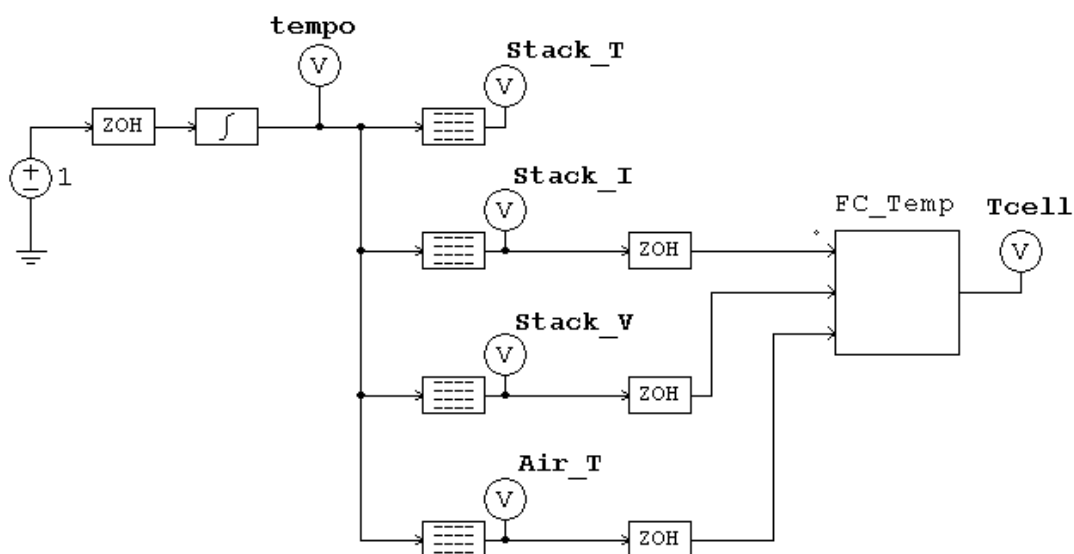 tempo
Stack_T
V
V
ZOH
∫
1
Stack_I
V
ZOH
FC_Temp
Tcell
V
Stack_V
V
ZOH
Air_T
V
ZOH